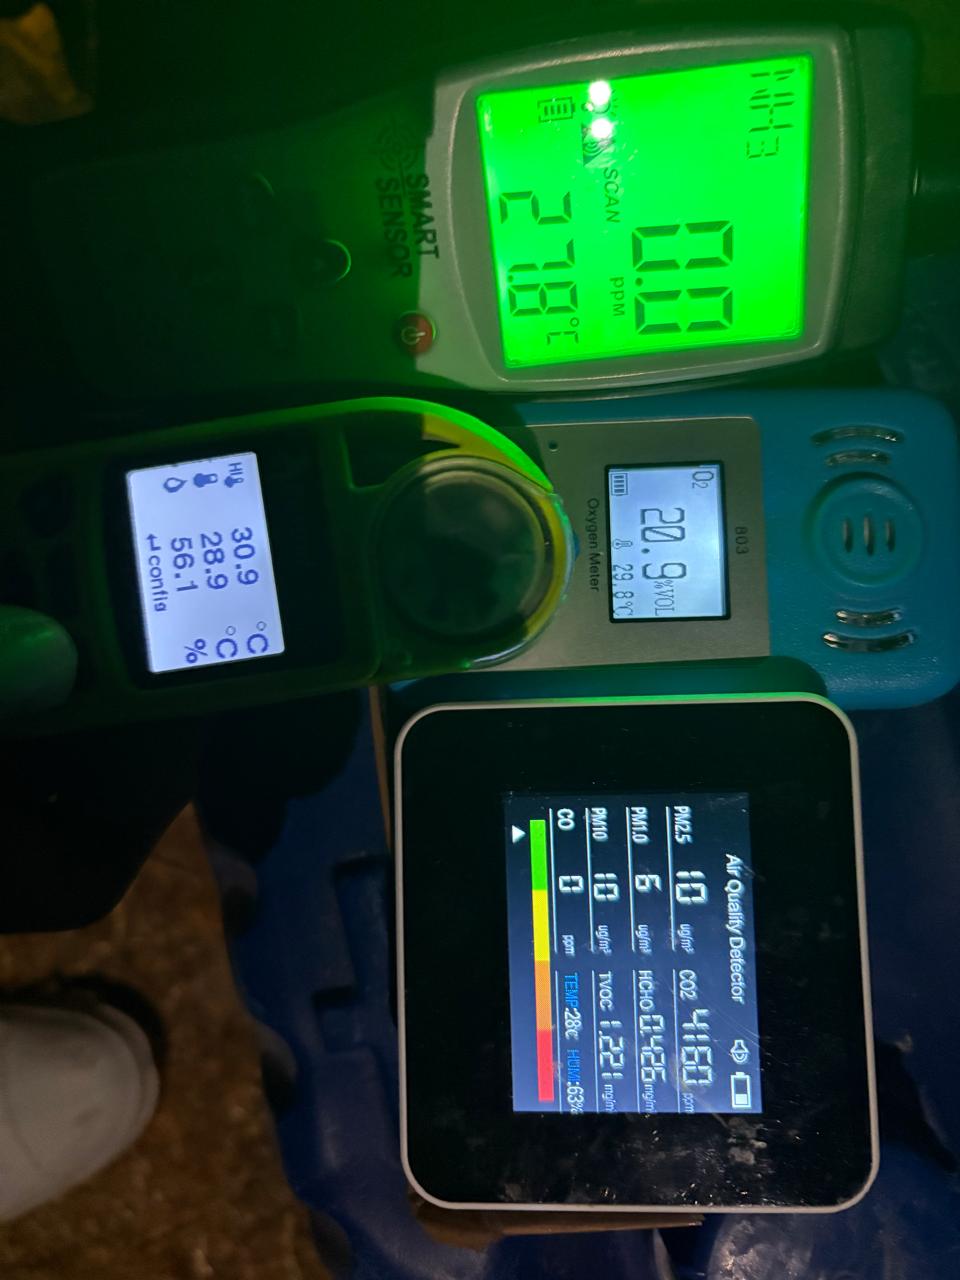 NH3
SCAN
0.0
PPM
27.8 °C
SMART
SENSOR
803
O2
20.9 %VOL
29.8°C
Oxygen Meter
HI 30.9 °C
28.9 °C
56.1 %
↵ config
Air Quality Detector
PM2.5 10 ug/m³ CO2 4160 ppm
PM1.0 6 ug/m³ HCHO 0.426 mg/m³
PM10 10 ug/m³ TVOC 1.221 mg/m³
CO 0 ppm TEMP:28c HUM:63%